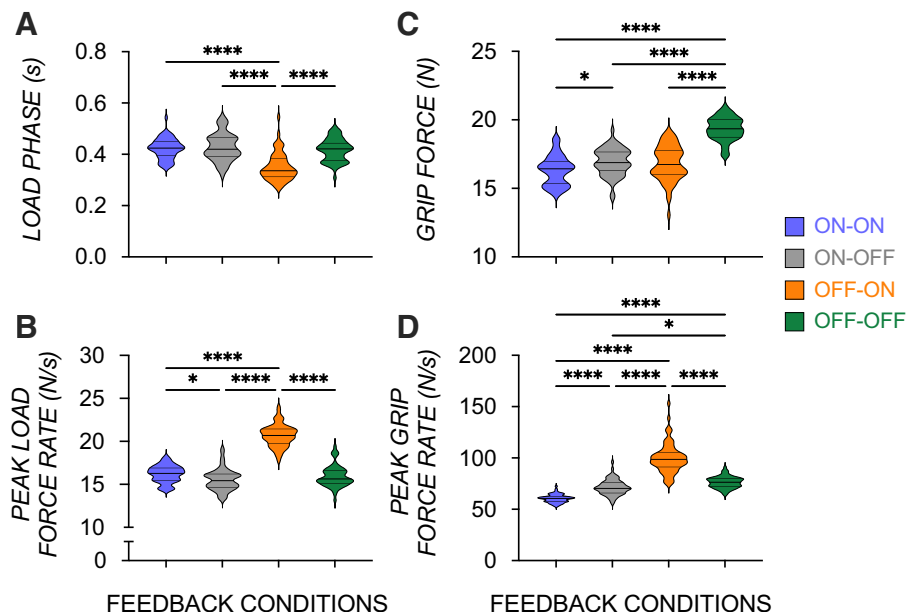 A
LOAD PHASE (s)
0.8
0.6
0.4
0.2
0.0
****
**** ****
C
GRIP FORCE (N)
25
20
15
10
****
****
* ****
ON-ON
ON-OFF
OFF-ON
OFF-OFF
B
PEAK LOAD
FORCE RATE (N/s)
30
25
20
15
10
0
****
* **** ****
D
PEAK GRIP
FORCE RATE (N/s)
200
150
100
50
0
****
*
****
**** **** ****
FEEDBACK CONDITIONS
FEEDBACK CONDITIONS